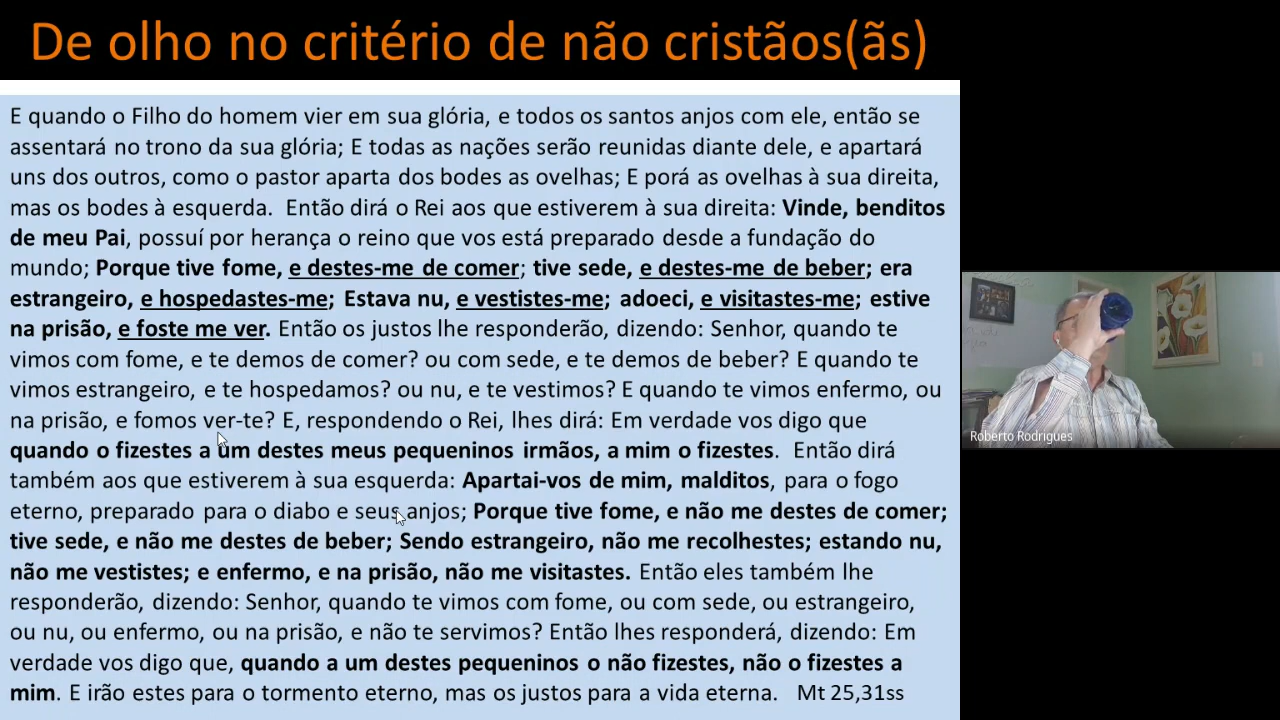 De olho no critério de não cristãos(ãs)
E quando o Filho do homem vier em sua glória, e todos os santos anjos com ele, então se
assentará no trono da sua glória; E todas as nações serão reunidas diante dele, e apartará
uns dos outros, como o pastor aparta dos bodes as ovelhas; E porá as ovelhas à sua direita,
mas os bodes à esquerda. Então dirá o Rei aos que estiverem à sua direita: Vinde, benditos
de meu Pai, possuí por herança o reino que vos está preparado desde a fundação do
mundo; Porque tive fome, e destes-me de comer; tive sede, e destes-me de beber; era
estrangeiro, e hospedastes-me; Estava nu, e vestistes-me; adoeci, e visitastes-me; estive
na prisão, e foste me ver. Então os justos lhe responderão, dizendo: Senhor, quando te
vimos com fome, e te demos de comer? ou com sede, e te demos de beber? E quando te
vimos estrangeiro, e te hospedamos? ou nu, e te vestimos? E quando te vimos enfermo, ou
na prisão, e fomos ver-te? E, respondendo o Rei, lhes dirá: Em verdade vos digo que
quando o fizestes a um destes meus pequeninos irmãos, a mim o fizestes. Então dirá
também aos que estiverem à sua esquerda: Apartai-vos de mim, malditos, para o fogo
eterno, preparado para o diabo e seus anjos; Porque tive fome, e não me destes de comer;
tive sede, e não me destes de beber; Sendo estrangeiro, não me recolhestes; estando nu,
não me vestistes; e enfermo, e na prisão, não me visitastes. Então eles também lhe
responderão, dizendo: Senhor, quando te vimos com fome, ou com sede, ou estrangeiro,
ou nu, ou enfermo, ou na prisão, e não te servimos? Então lhes responderá, dizendo: Em
verdade vos digo que, quando a um destes pequeninos o não fizestes, não o fizestes a
mim. E irão estes para o tormento eterno, mas os justos para a vida eterna. Mt 25,31ss
Roberto Rodrigues